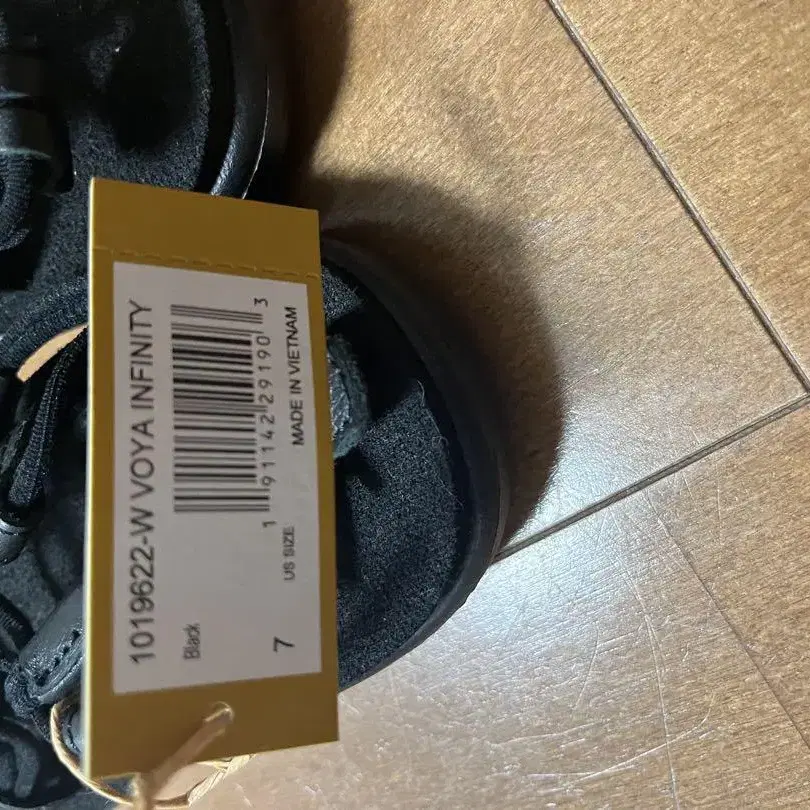 1019622-W VOYA INFINITY
Black
1 91142 29190 3
7
US SIZE
MADE IN VIETNAM